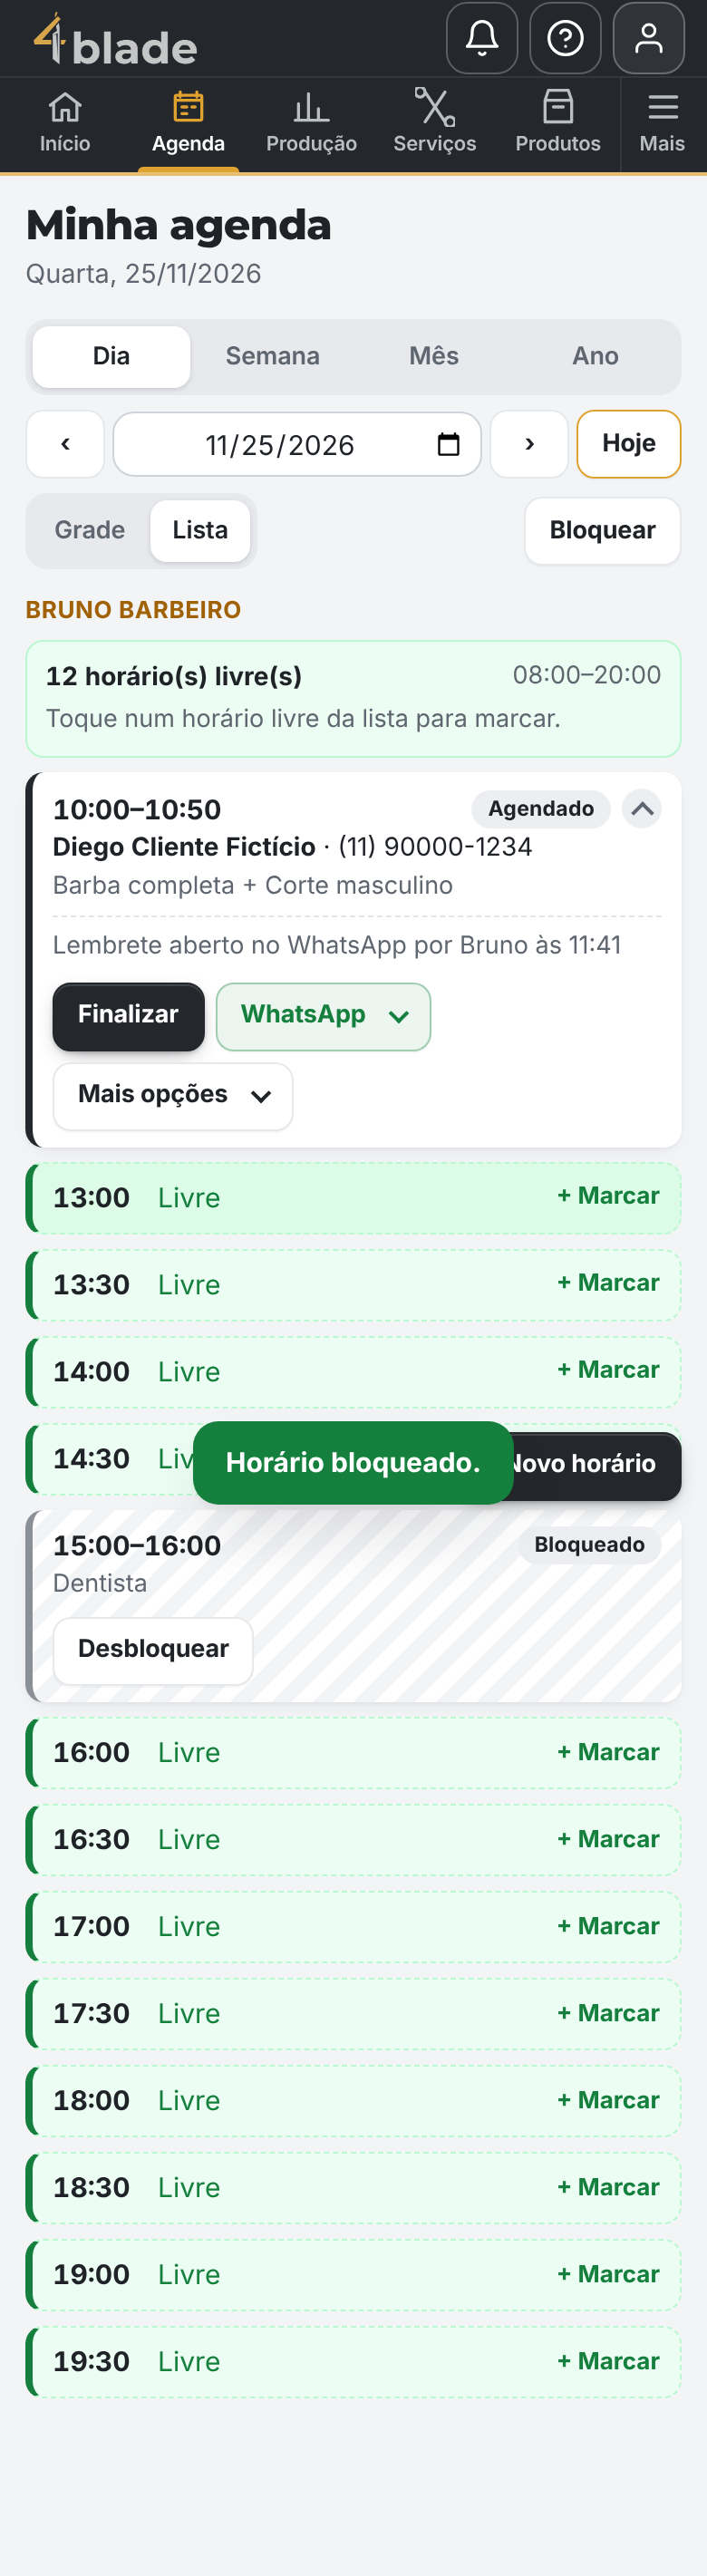 4blade
Início
Agenda
Produção
Serviços
Produtos
Mais
Minha agenda
Quarta, 25/11/2026
Dia
Semana
Mês
Ano
11/25/2026
Hoje
Grade
Lista
Bloquear
BRUNO BARBEIRO
12 horário(s) livre(s)
08:00–20:00
Toque num horário livre da lista para marcar.
10:00–10:50
Agendado
Diego Cliente Fictício · (11) 90000-1234
Barba completa + Corte masculino
Lembrete aberto no WhatsApp por Bruno às 11:41
Finalizar
WhatsApp
Mais opções
13:00 Livre + Marcar
13:30 Livre + Marcar
14:00 Livre + Marcar
14:30
Horário bloqueado.
Novo horário
15:00–16:00
Bloqueado
Dentista
Desbloquear
16:00 Livre + Marcar
16:30 Livre + Marcar
17:00 Livre + Marcar
17:30 Livre + Marcar
18:00 Livre + Marcar
18:30 Livre + Marcar
19:00 Livre + Marcar
19:30 Livre + Marcar